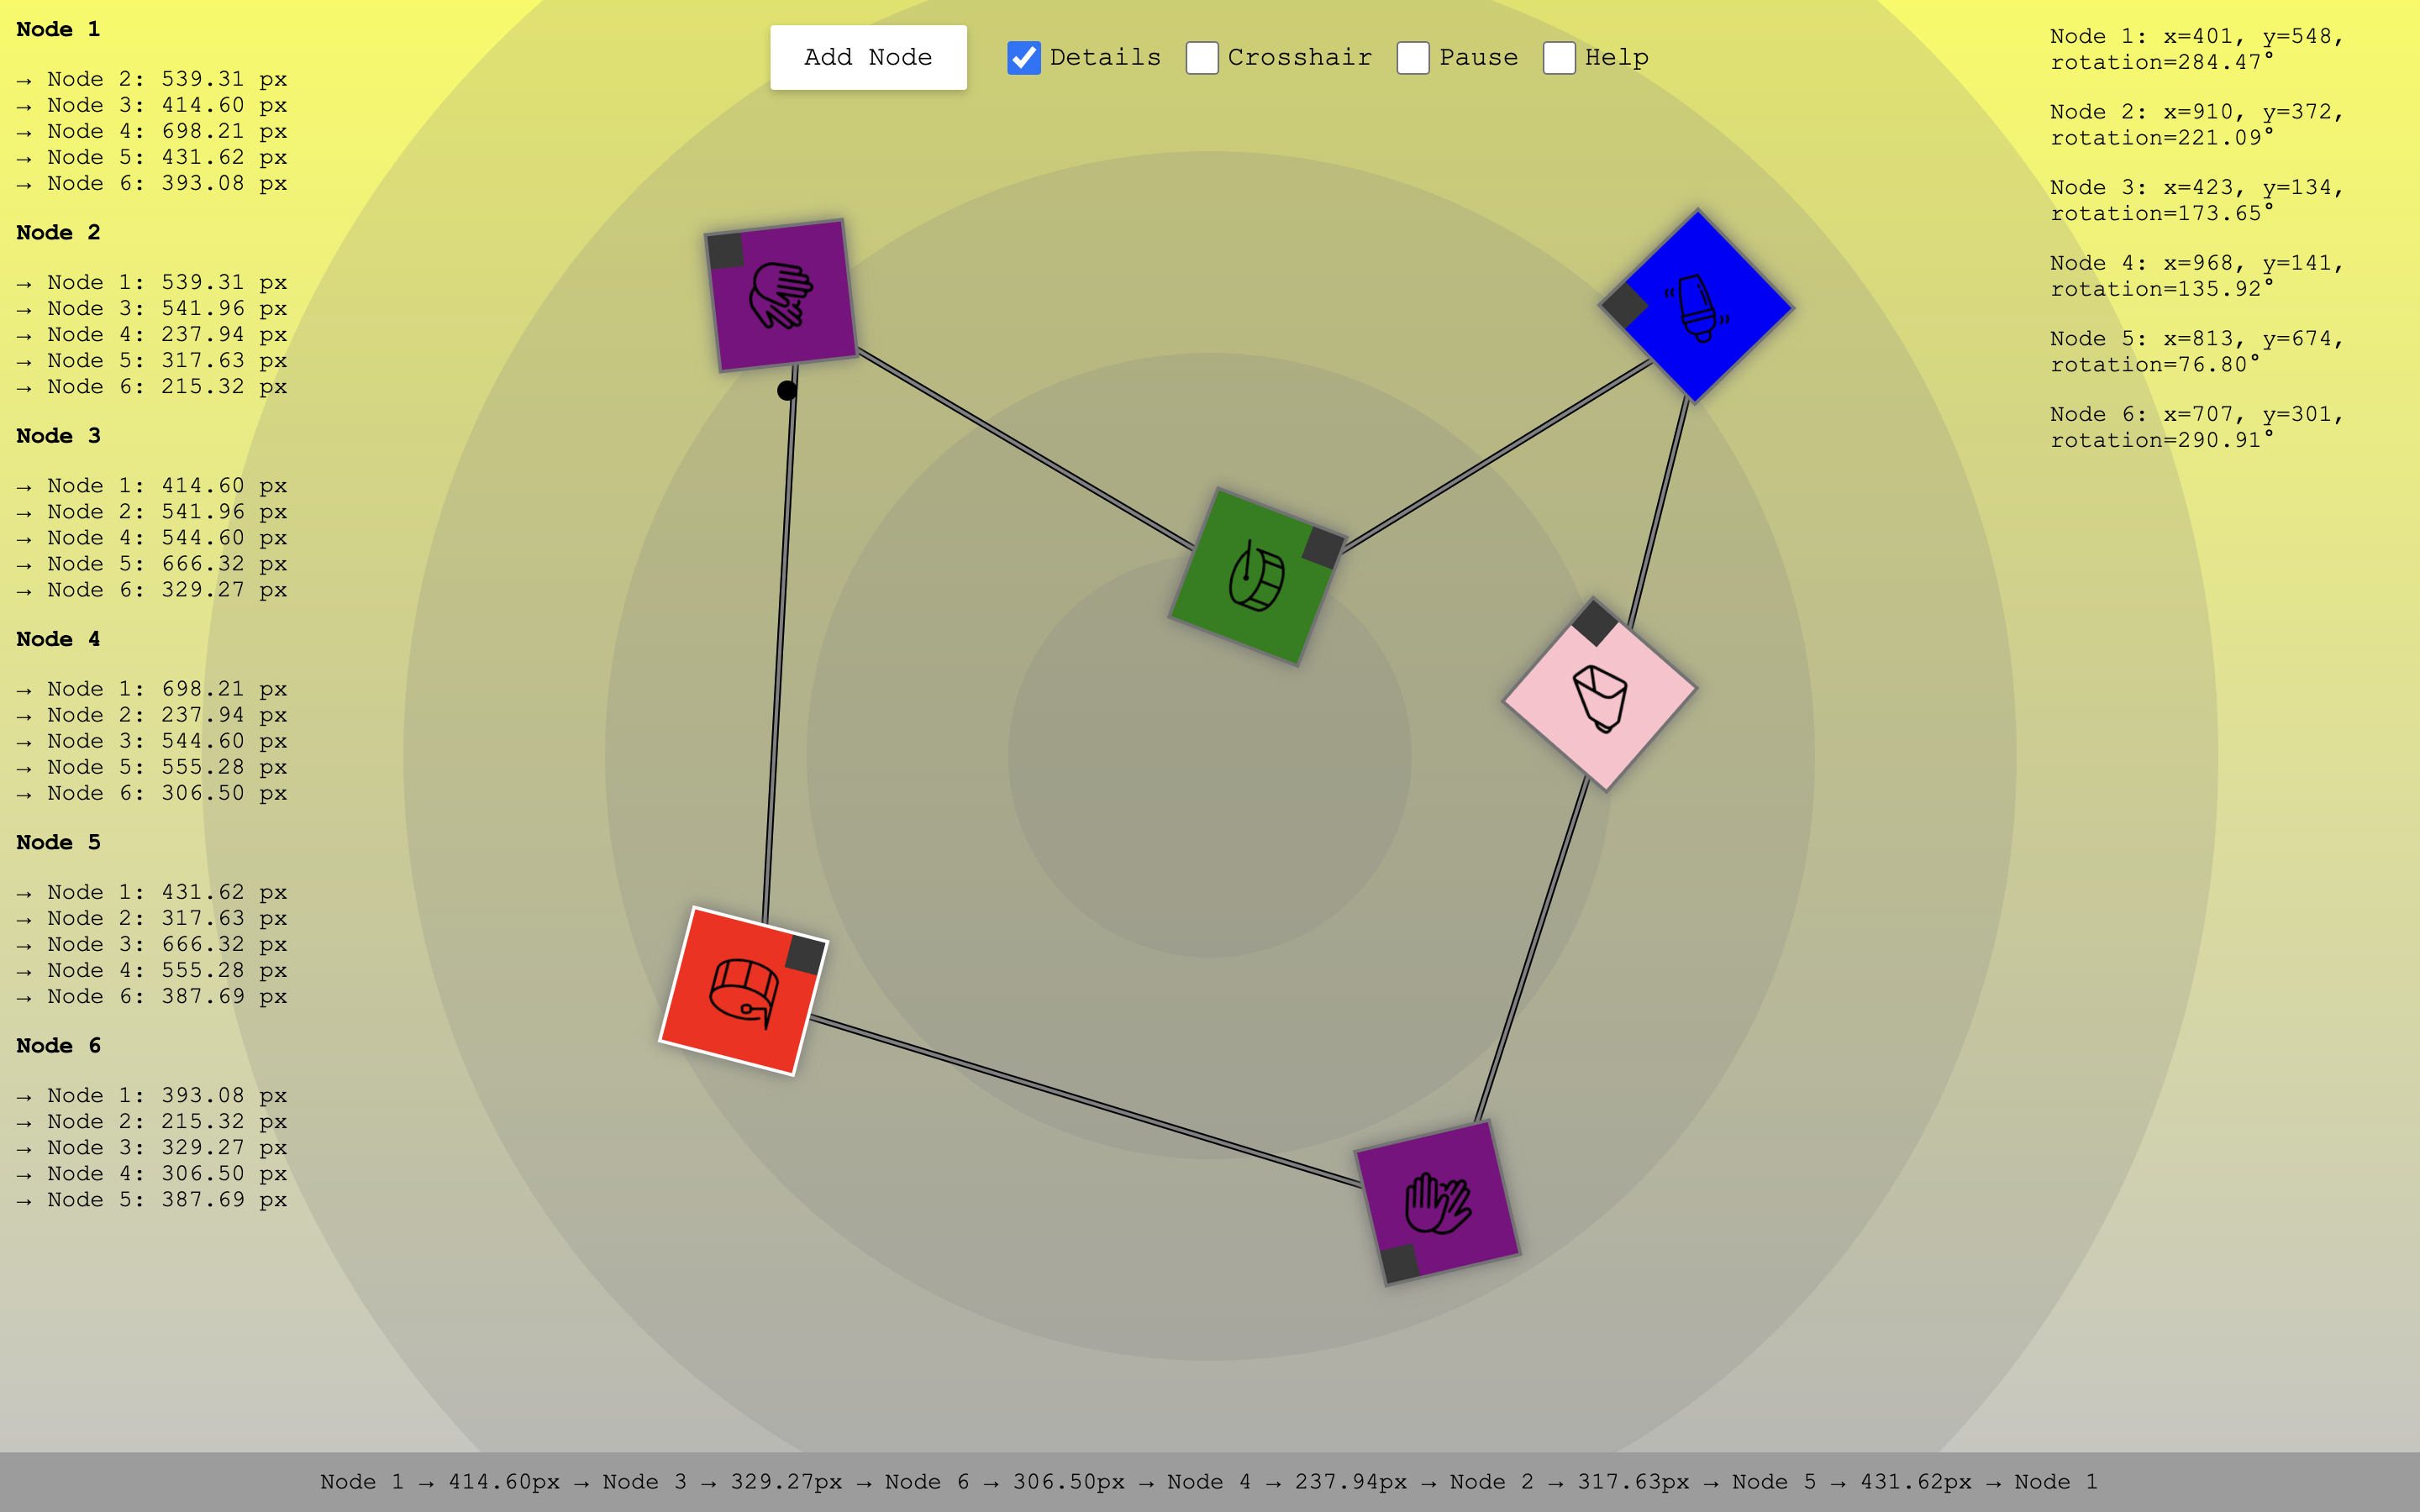 Node 1
→ Node 2: 539.31 px
→ Node 3: 414.60 px
→ Node 4: 698.21 px
→ Node 5: 431.62 px
→ Node 6: 393.08 px
Node 2
→ Node 1: 539.31 px
→ Node 3: 541.96 px
→ Node 4: 237.94 px
→ Node 5: 317.63 px
→ Node 6: 215.32 px
Node 3
→ Node 1: 414.60 px
→ Node 2: 541.96 px
→ Node 4: 544.60 px
→ Node 5: 666.32 px
→ Node 6: 329.27 px
Node 4
→ Node 1: 698.21 px
→ Node 2: 237.94 px
→ Node 3: 544.60 px
→ Node 5: 555.28 px
→ Node 6: 306.50 px
Node 5
→ Node 1: 431.62 px
→ Node 2: 317.63 px
→ Node 3: 666.32 px
→ Node 4: 555.28 px
→ Node 6: 387.69 px
Node 6
→ Node 1: 393.08 px
→ Node 2: 215.32 px
→ Node 3: 329.27 px
→ Node 4: 306.50 px
→ Node 5: 387.69 px
Add Node Details Crosshair Pause Help
Node 1: x=401, y=548,
rotation=284.47°
Node 2: x=910, y=372,
rotation=221.09°
Node 3: x=423, y=134,
rotation=173.65°
Node 4: x=968, y=141,
rotation=135.92°
Node 5: x=813, y=674,
rotation=76.80°
Node 6: x=707, y=301,
rotation=290.91°
Node 1 → 414.60px → Node 3 → 329.27px → Node 6 → 306.50px → Node 4 → 237.94px → Node 2 → 317.63px → Node 5 → 431.62px → Node 1